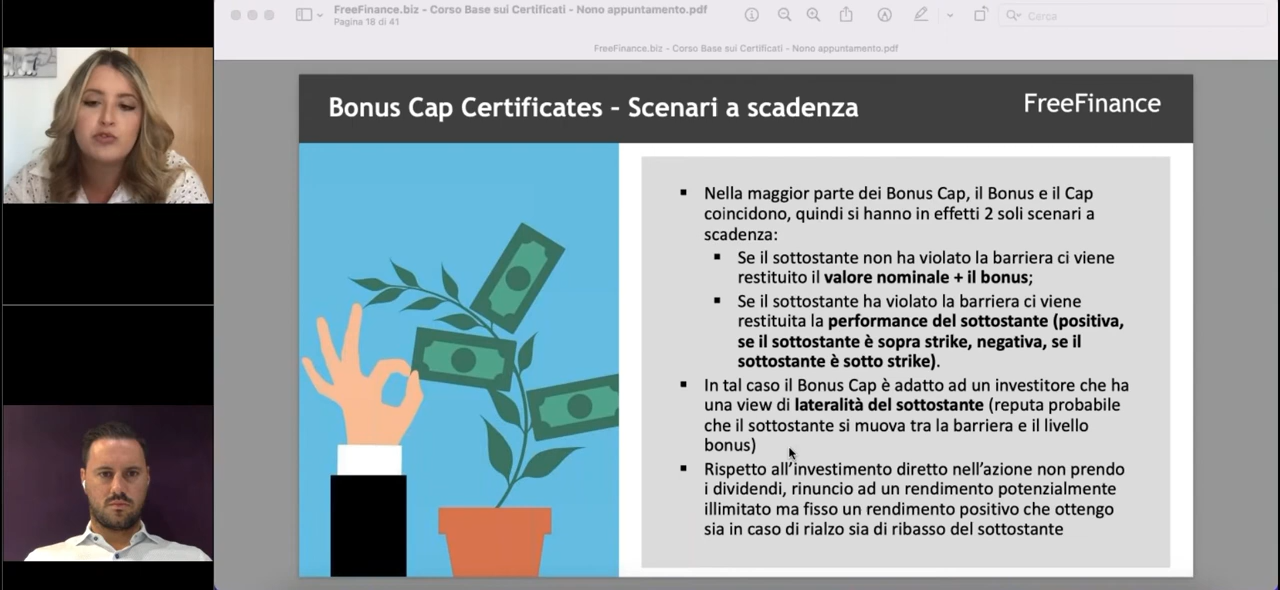 FreeFinance.biz - Corso Base sui Certificati - Nono appuntamento.pdf
Pagina 18 di 41
Cerca
FreeFinance.biz - Corso Base sui Certificati - Nono appuntamento.pdf
Bonus Cap Certificates - Scenari a scadenza
FreeFinance
▪ Nella maggior parte dei Bonus Cap, il Bonus e il Cap
coincidono, quindi si hanno in effetti 2 soli scenari a
scadenza:
▪ Se il sottostante non ha violato la barriera ci viene
restituito il valore nominale + il bonus;
▪ Se il sottostante ha violato la barriera ci viene
restituita la performance del sottostante (positiva,
se il sottostante è sopra strike, negativa, se il
sottostante è sotto strike).
▪ In tal caso il Bonus Cap è adatto ad un investitore che ha
una view di lateralità del sottostante (reputa probabile
che il sottostante si muova tra la barriera e il livello
bonus)
▪ Rispetto all’investimento diretto nell’azione non prendo
i dividendi, rinuncio ad un rendimento potenzialmente
illimitato ma fisso un rendimento positivo che ottengo
sia in caso di rialzo sia di ribasso del sottostante